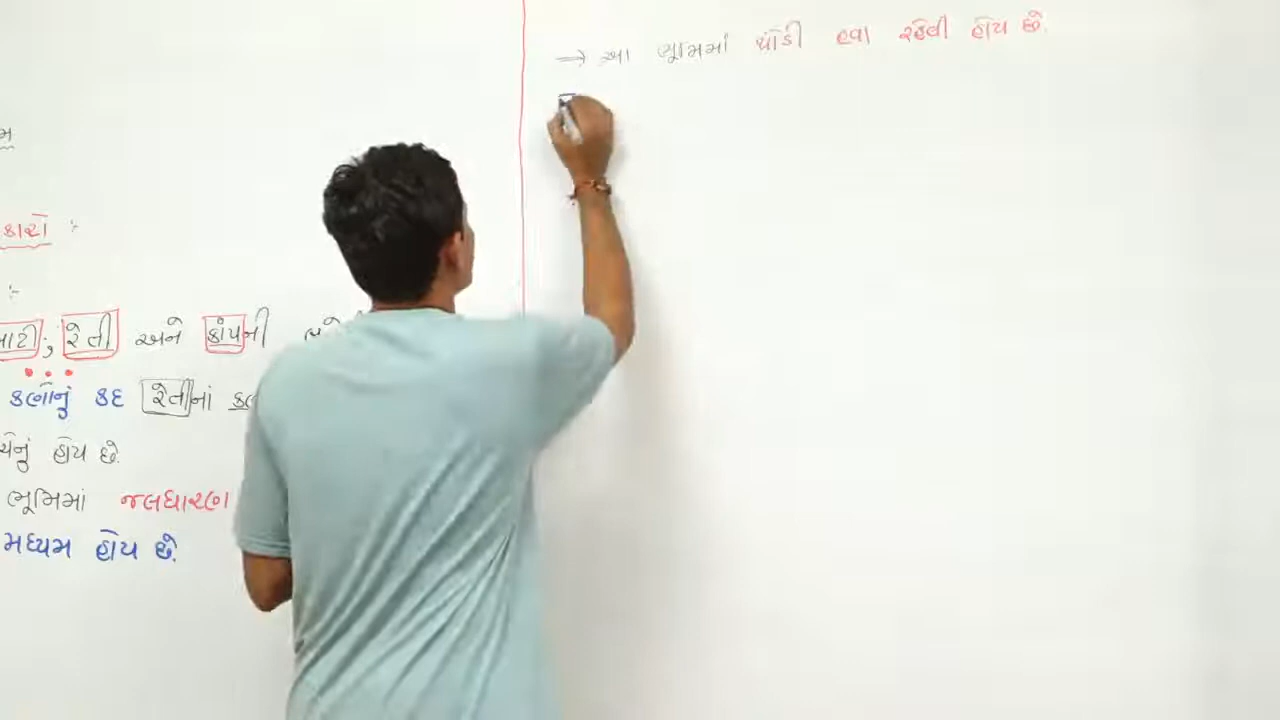 કારો :-
:-
માટી; રેતી અને કાંપની
કણોનું કદ રેતીનાં
હોય છે.
ભૂમિમાં જલધારણ
મધ્યમ હોય છે.
→ આ ભૂમિમાં થોડી હવા રહેલી હોય છે.